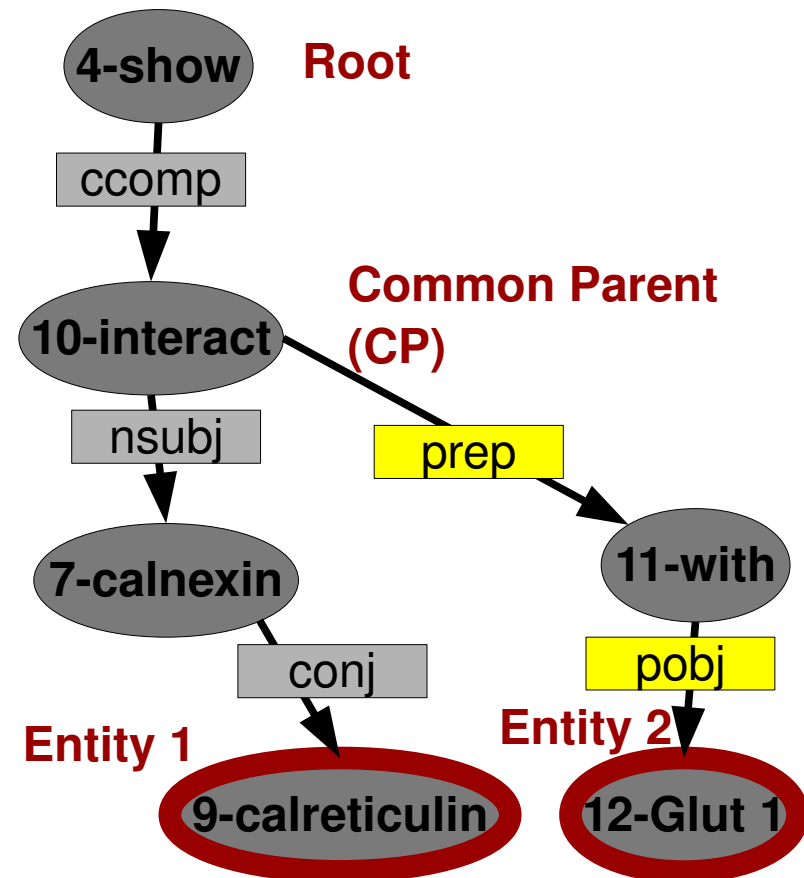 4-show
Root
ccomp
Common Parent
(CP)
10-interact
nsubj
prep
7-calnexin
11-with
conj
pobj
Entity 1
Entity 2
9-calreticulin
12-Glut 1